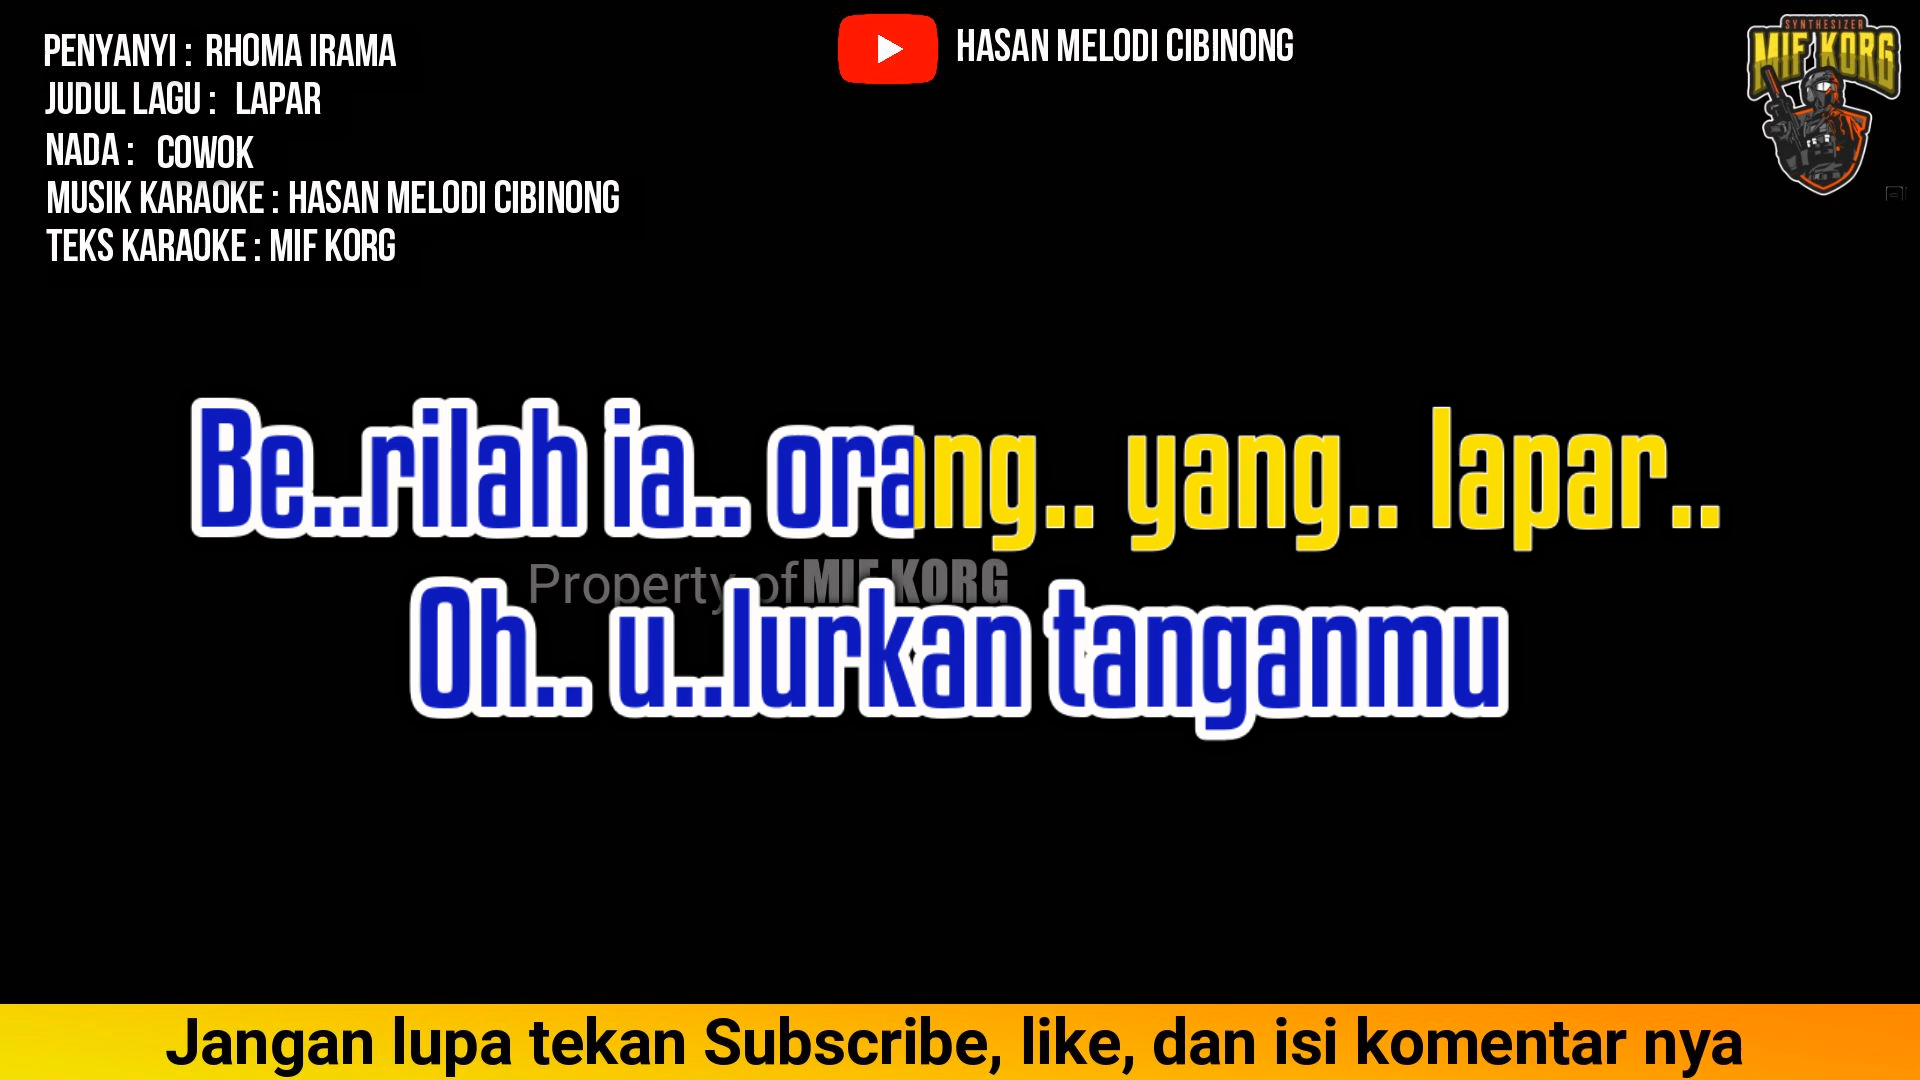 PENYANYI : RHOMA IRAMA
JUDUL LAGU : LAPAR
NADA : COWOK
MUSIK KARAOKE : HASAN MELODI CIBINONG
TEKS KARAOKE : MIF KORG
HASAN MELODI CIBINONG
SYNTHESIZER
MIF KORG
Be..rilah ia.. orang.. yang.. lapar..
Property of MIF KORG
Oh.. u..lurkan tanganmu
Jangan lupa tekan Subscribe, like, dan isi komentar nya